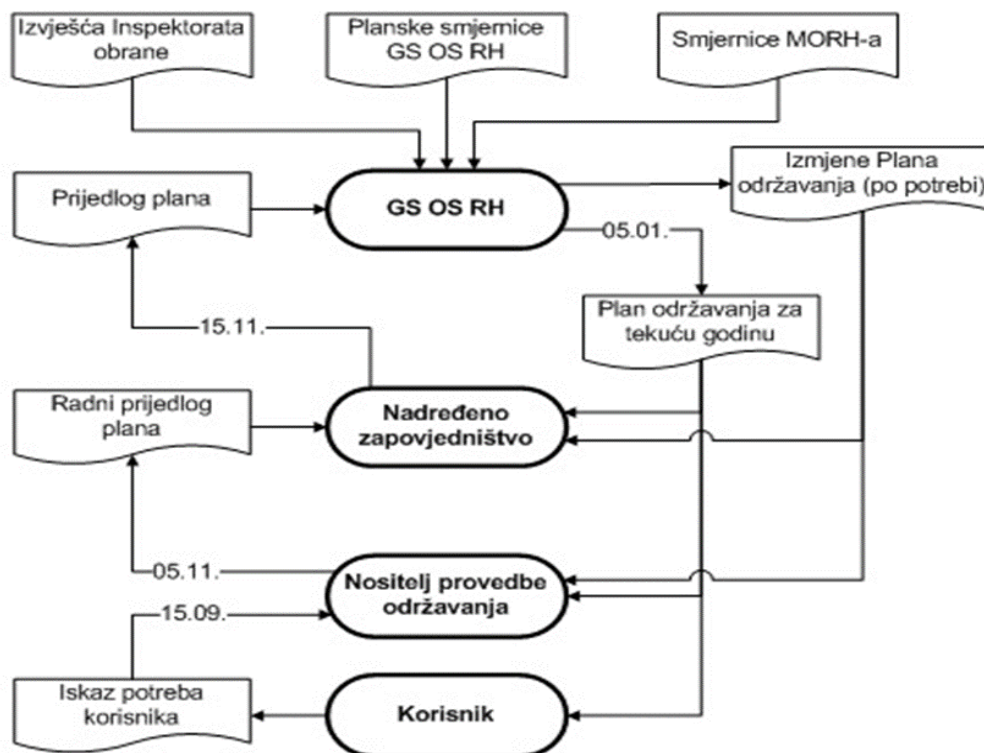 Izvješća Inspektorata
obrane
Planske smjernice
GS OS RH
Smjernice MORH-a
Izmjene Plana
održavanja (po potrebi)
Prijedlog plana
GS OS RH
05.01.
Plan održavanja za
tekuću godinu
15.11.
Radni prijedlog
plana
Nadređeno
zapovjedništvo
05.11.
Nositelj provedbe
održavanja
15.09.
Iskaz potreba
korisnika
Korisnik